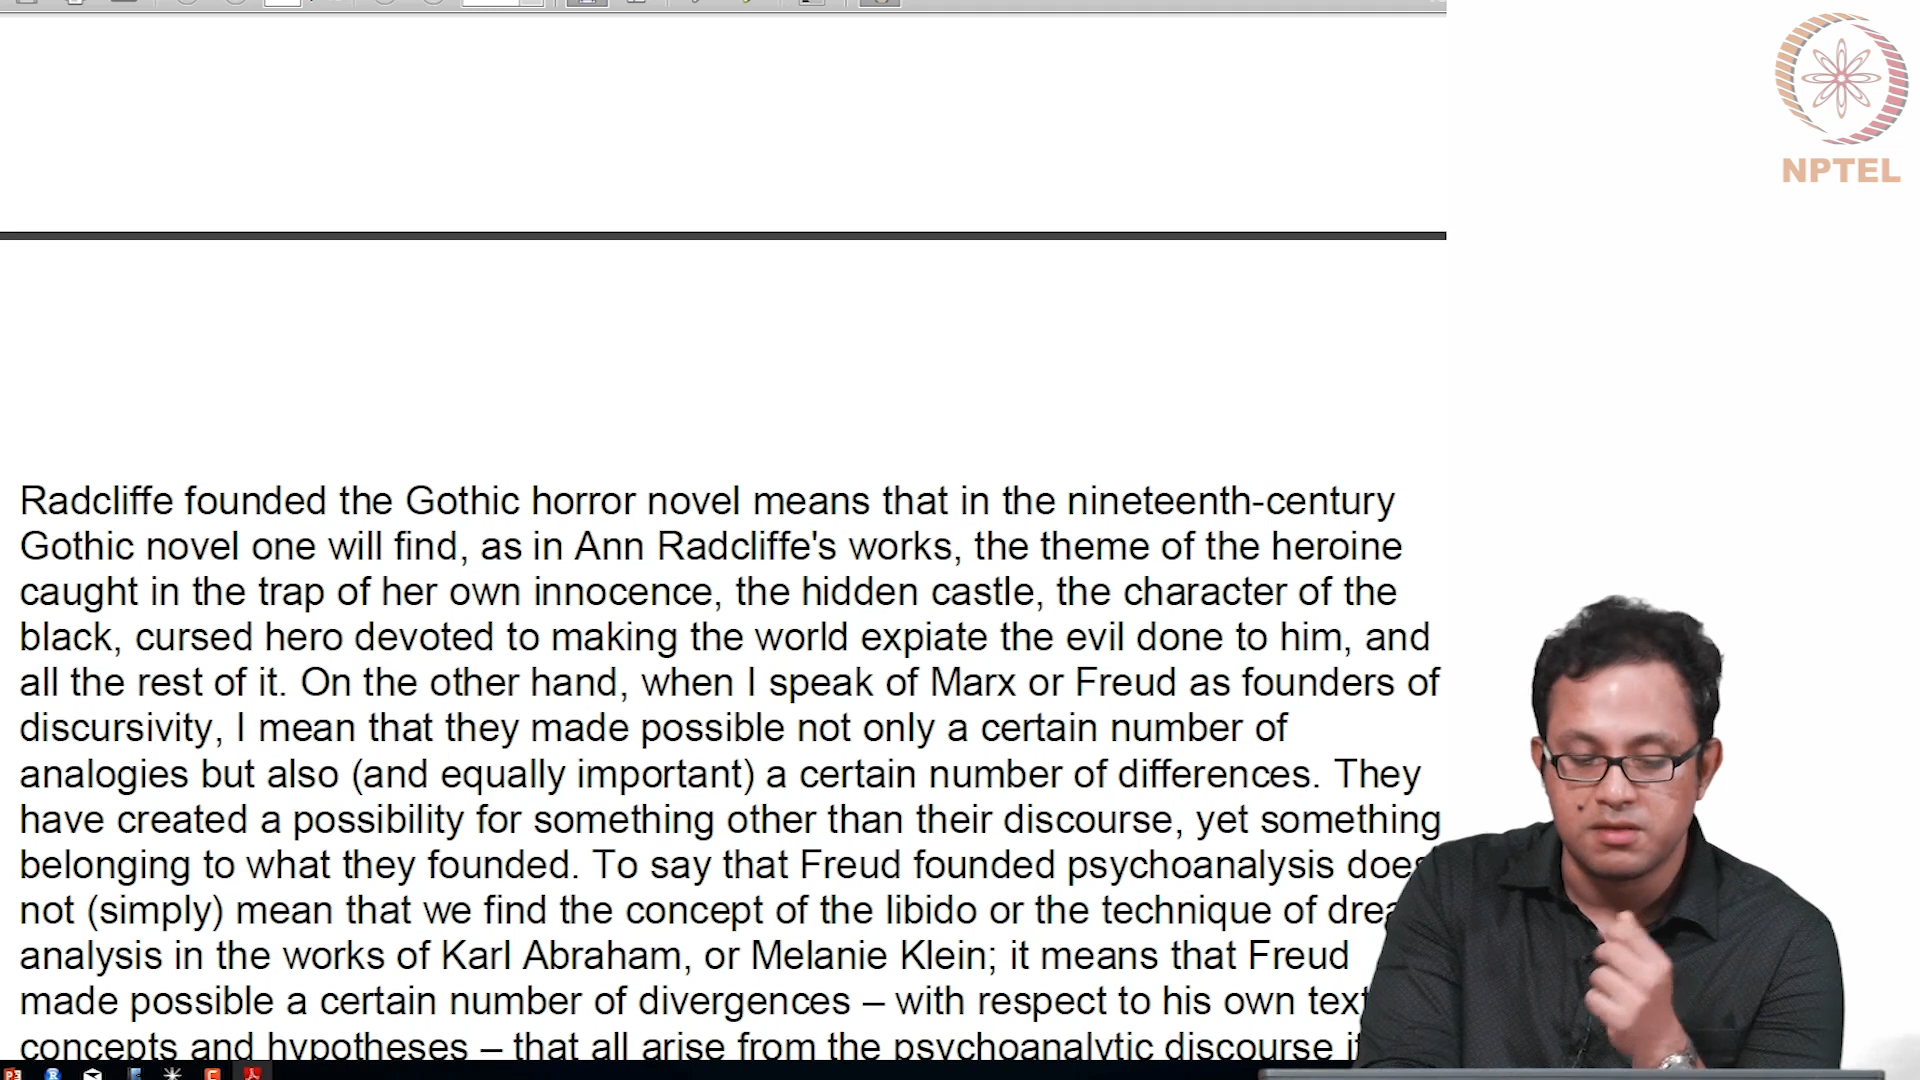 NPTEL
Radcliffe founded the Gothic horror novel means that in the nineteenth-century
Gothic novel one will find, as in Ann Radcliffe's works, the theme of the heroine
caught in the trap of her own innocence, the hidden castle, the character of the
black, cursed hero devoted to making the world expiate the evil done to him, and
all the rest of it. On the other hand, when I speak of Marx or Freud as founders of
discursivity, I mean that they made possible not only a certain number of
analogies but also (and equally important) a certain number of differences. They
have created a possibility for something other than their discourse, yet something
belonging to what they founded. To say that Freud founded psychoanalysis does
not (simply) mean that we find the concept of the libido or the technique of
analysis in the works of Karl Abraham, or Melanie Klein; it means that Freud
made possible a certain number of divergences – with respect to his own
concepts and hypotheses – that all arise from the psychoanalytic discourse